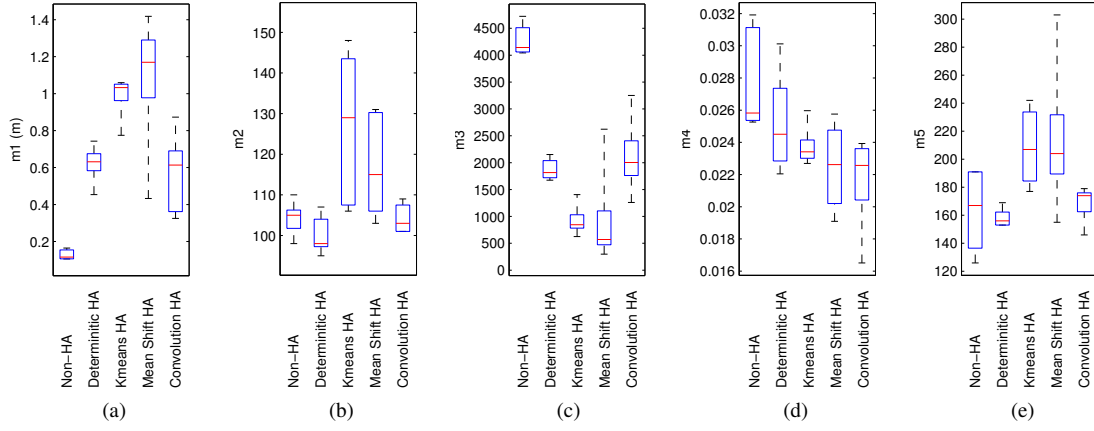 m1 (m)
1.4
1.2
1
0.8
0.6
0.4
0.2
Non−HA
Determinitic HA
Kmeans HA
Mean Shift HA
Convolution HA
(a)
m2
150
140
130
120
110
100
Non−HA
Determinitic HA
Kmeans HA
Mean Shift HA
Convolution HA
(b)
m3
4500
4000
3500
3000
2500
2000
1500
1000
500
0
Non−HA
Determinitic HA
Kmeans HA
Mean Shift HA
Convolution HA
(c)
m4
0.032
0.03
0.028
0.026
0.024
0.022
0.02
0.018
0.016
Non−HA
Determinitic HA
Kmeans HA
Mean Shift HA
Convolution HA
(d)
m5
300
280
260
240
220
200
180
160
140
120
Non−HA
Determinitic HA
Kmeans HA
Mean Shift HA
Convolution HA
(e)